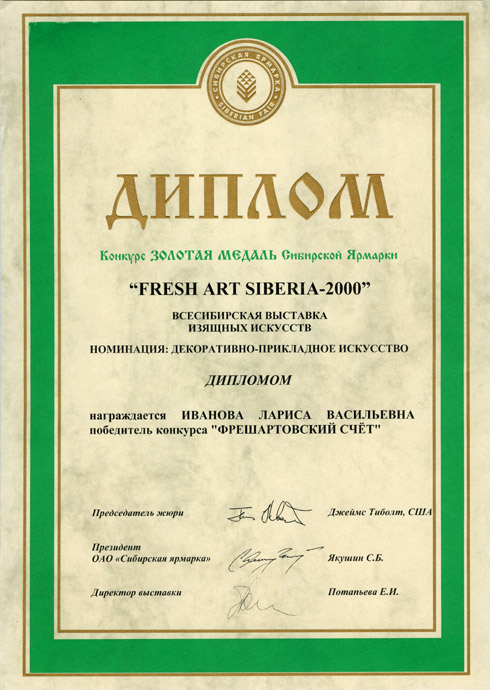 СИБИРСКАЯ ЯРМАРКА
SIBERIAN FAIR
ДИПЛОМ
Конкурс ЗОЛОТАЯ МЕДАЛЬ Сибирской Ярмарки
“FRESH ART SIBERIA-2000”
ВСЕСИБИРСКАЯ ВЫСТАВКА
ИЗЯЩНЫХ ИСКУССТВ
НОМИНАЦИЯ: ДЕКОРАТИВНО-ПРИКЛАДНОЕ ИСКУССТВО
ДИПЛОМОМ
награждается ИВАНОВА ЛАРИСА ВАСИЛЬЕВНА
победитель конкурса "ФРЕШАРТОВСКИЙ СЧЁТ"
Председатель жюри Джеймс Тиболт, США
Президент
ОАО «Сибирская ярмарка» Якушин С.Б.
Директор выставки Потапьева Е.И.